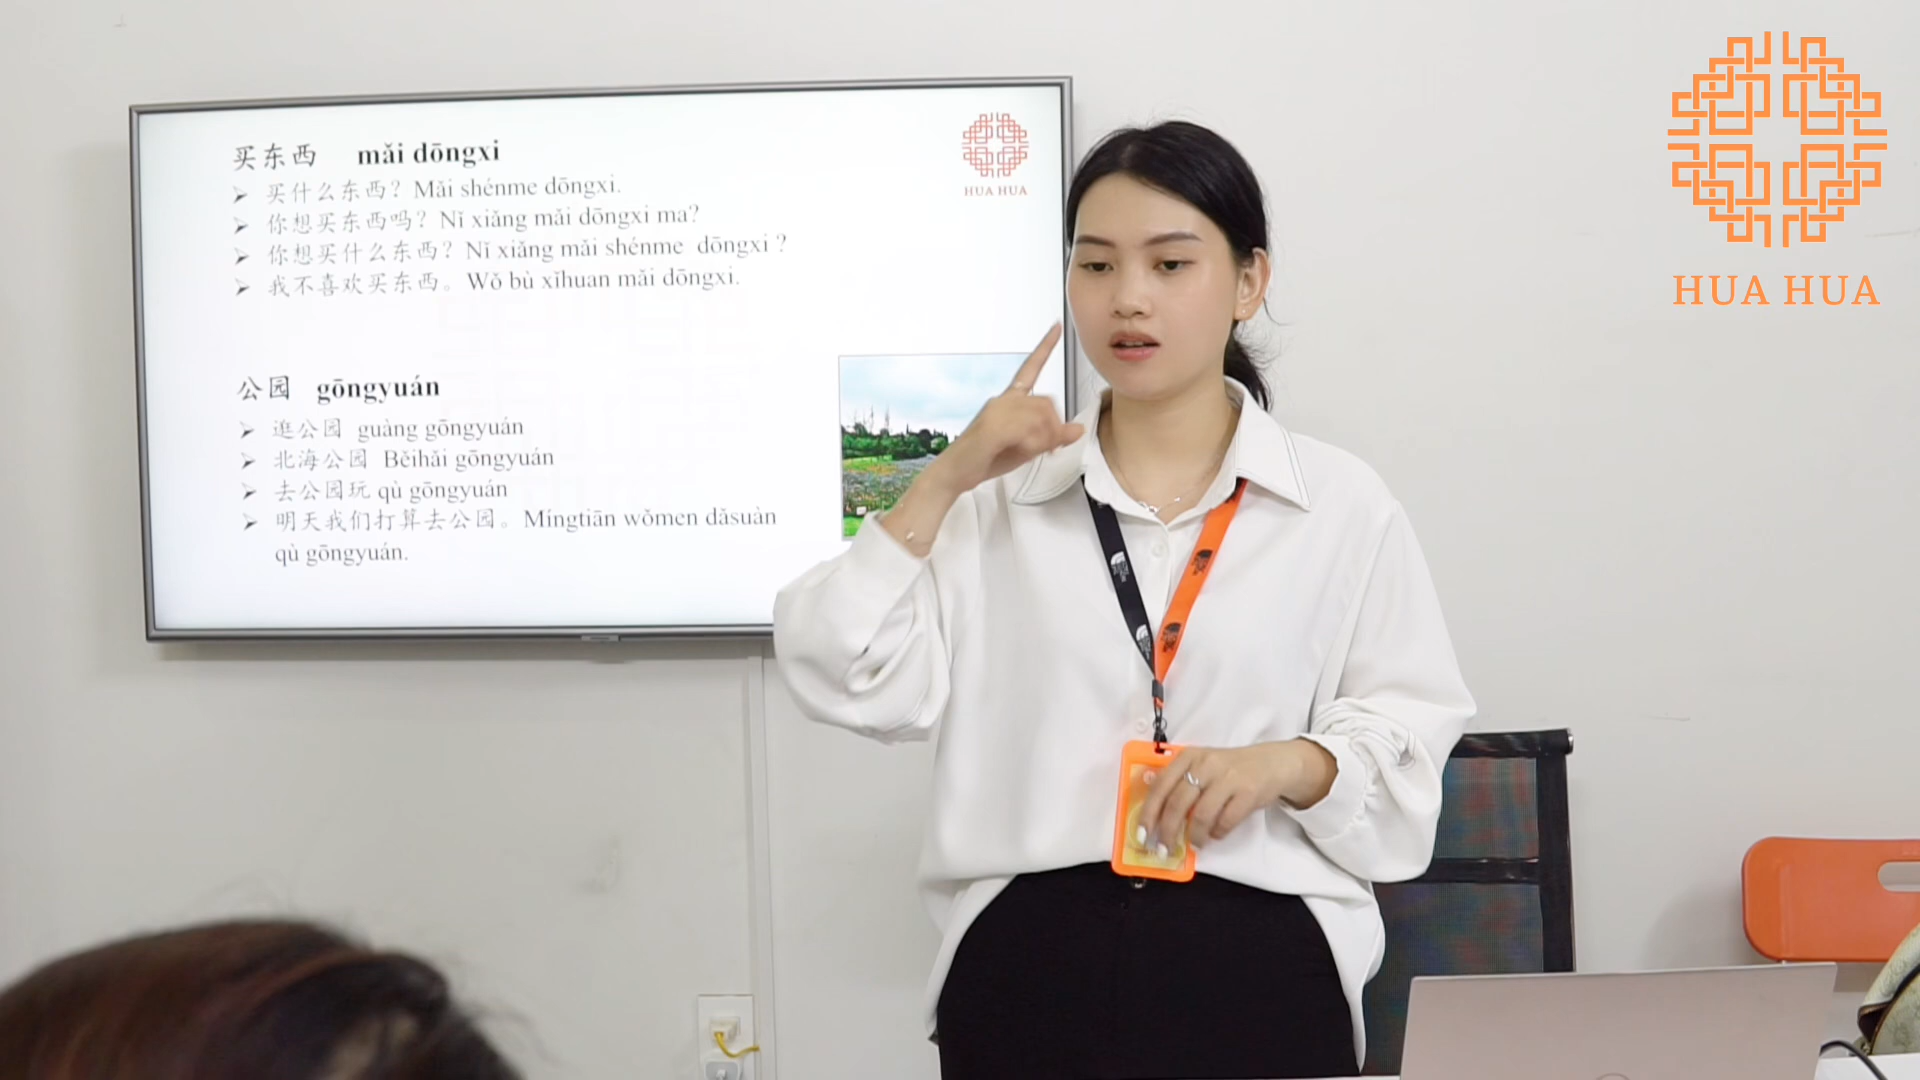 买东西 mǎi dōngxi
➢ 买什么东西？Mǎi shénme dōngxi.
➢ 你想买东西吗？Nǐ xiǎng mǎi dōngxi ma?
➢ 你想买什么东西？Nǐ xiǎng mǎi shénme dōngxi ?
➢ 我不喜欢买东西。Wǒ bù xǐhuan mǎi dōngxi.
HUA HUA
公园 gōngyuán
➢ 逛公园 guàng gōngyuán
➢ 北海公园 Běihǎi gōngyuán
➢ 去公园玩 qù gōngyuán
➢ 明天我们打算去公园。Míngtiān wǒmen dǎsuàn
qù gōngyuán.
HUA HUA